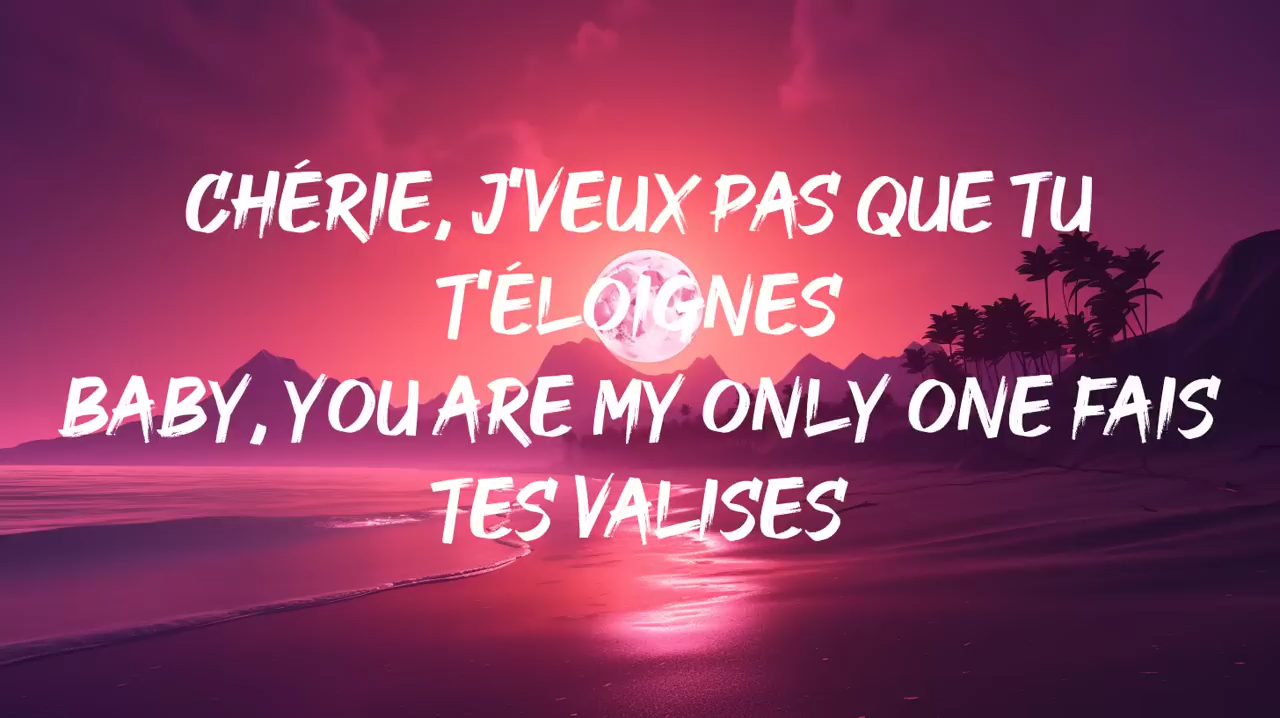 CHÉRIE, J'VEUX PAS QUE TU
T'ÉLOIGNES
BABY, YOU ARE MY ONLY ONE FAIS
TES VALISES